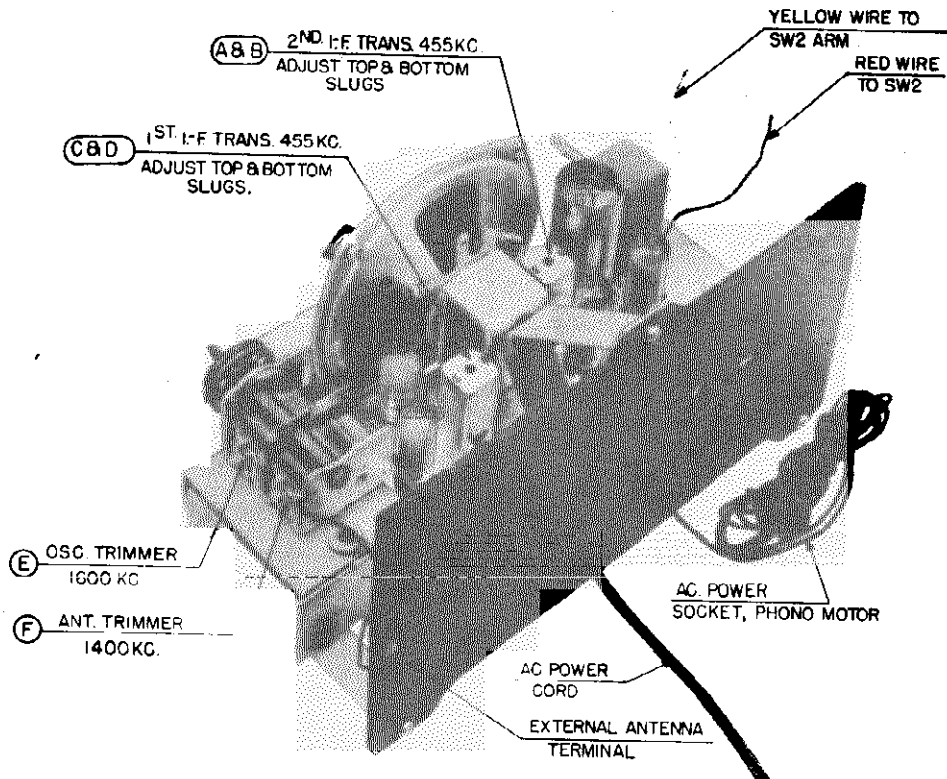 YELLOW WIRE TO
SW2 ARM
RED WIRE
TO SW2
A & B
2ND. I-F TRANS. 455KC.
ADJUST TOP & BOTTOM
SLUGS
C & D
1ST. I-F TRANS. 455KC.
ADJUST TOP & BOTTOM
SLUGS.
E
OSC. TRIMMER
1600 KC
F
ANT. TRIMMER
1400KC.
AC. POWER
SOCKET, PHONO MOTOR
AC POWER
CORD
EXTERNAL ANTENNA
TERMINAL